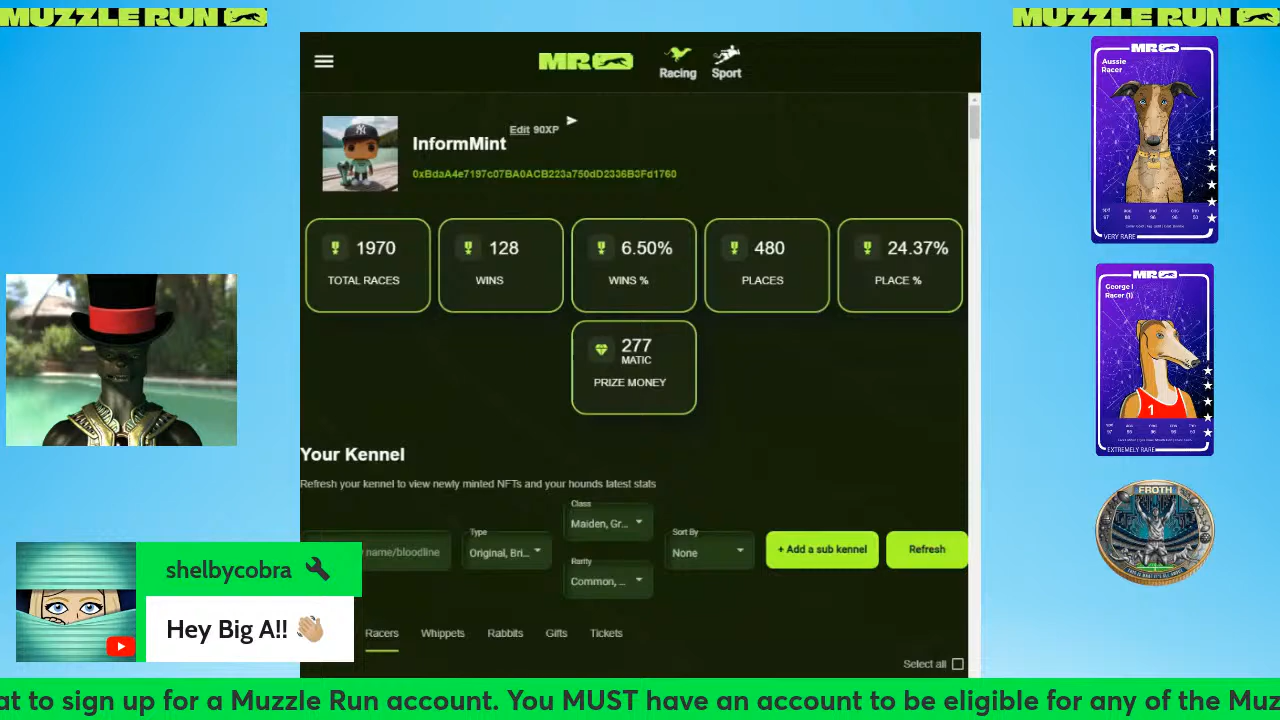 MUZZLE RUN
MUZZLE RUN
MR
Racing
Sport
InformMint
Edit 90XP
0xBdaA4e7197c07BA0ACB223a750dD2336B3Fd1760
1970
TOTAL RACES
128
WINS
6.50%
WINS %
480
PLACES
24.37%
PLACE %
277
MATIC
PRIZE MONEY
Your Kennel
Refresh your kennel to view newly minted NFTs and your hounds latest stats
name/bloodline
Type
Original, Bri...
Class
Maiden, Gr...
Rarity
Common, ...
Sort By
None
+ Add a sub kennel
Refresh
Racers
Whippets
Rabbits
Gifts
Tickets
Select all
MR
Aussie
Racer
VERY RARE
MR
George I
Racer (1)
1
EXTREMELY RARE
FROTH
shelbycobra
Hey Big A!!
at to sign up for a Muzzle Run account. You MUST have an account to be eligible for any of the Muz